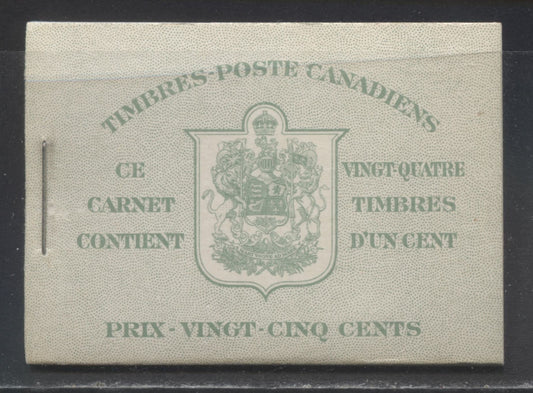 TIMBRES-POSTE CANADIENS
CE
CARNET
CONTIENT
VINGT-QUATRE
TIMBRES
D'UN CENT
PRIX - VINGT - CINQ CENTS